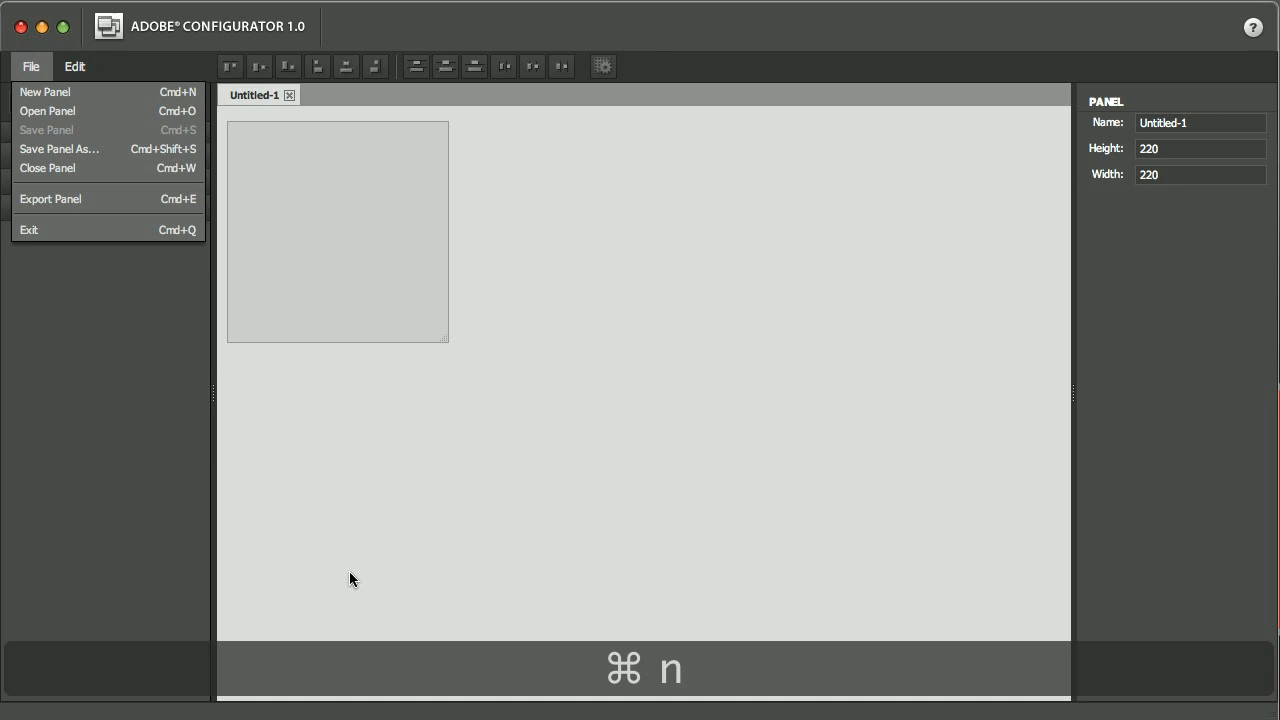 ADOBE® CONFIGURATOR 1.0
?
File Edit
New Panel Cmd+N
Open Panel Cmd+O
Save Panel Cmd+S
Save Panel As... Cmd+Shift+S
Close Panel Cmd+W
Export Panel Cmd+E
Exit Cmd+Q
Untitled-1
PANEL
Name: Untitled-1
Height: 220
Width: 220
⌘ n